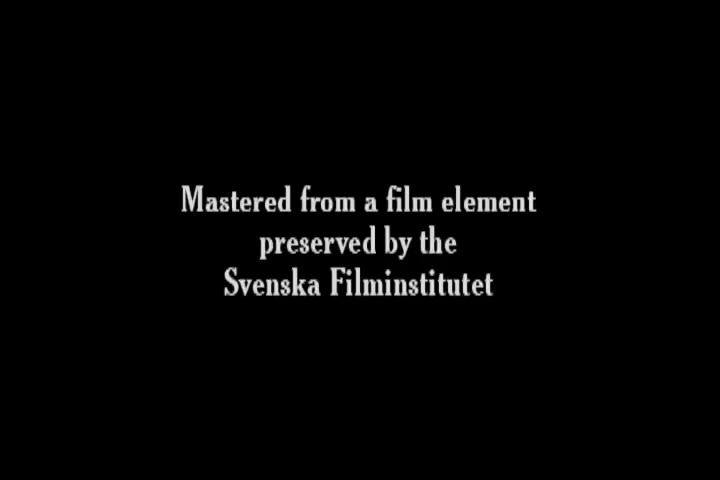 Mastered from a film element
preserved by the
Svenska Filminstitutet